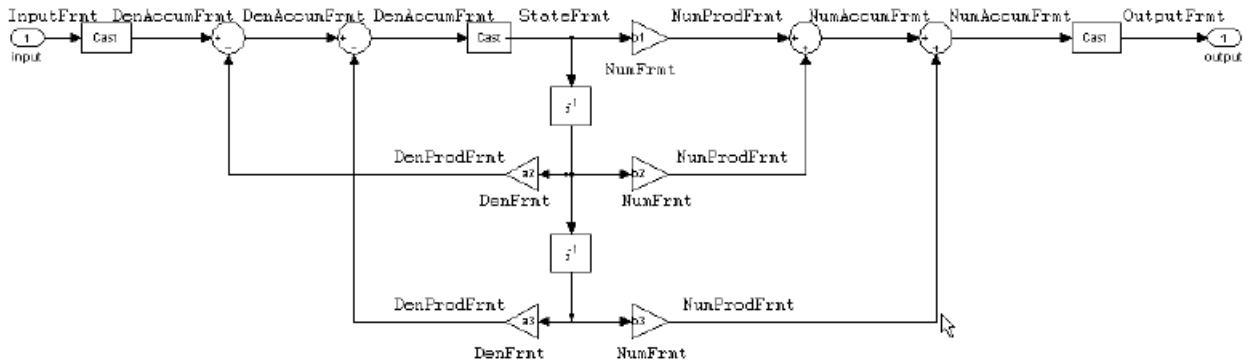 InputFrmt DenAccumFrmt DenAccumFrmt DenAccumFrmt StateFrmt NumProdFrmt NumAccumFrmt NumAccumFrmt OutputFrmt
1 Cast + − + − Cast b1 + + + + Cast 1
input output
NumFrmt
z⁻¹
DenProdFrmt NumProdFrmt
a2 b2
DenFrmt NumFrmt
z⁻¹
DenProdFrmt NumProdFrmt
a3 b3
DenFrmt NumFrmt